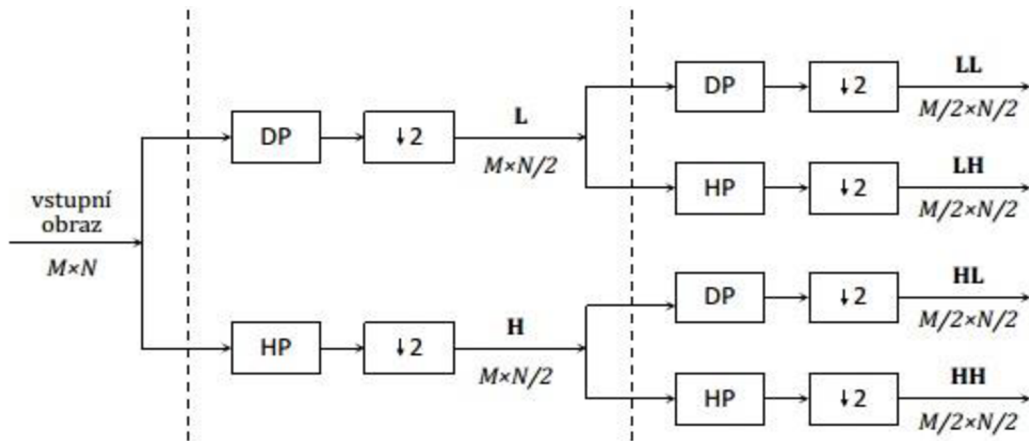 LL
DP
↓2
M/2×N/2
L
DP
↓2
M×N/2
LH
HP
↓2
M/2×N/2
vstupní
obraz
M×N
HL
DP
↓2
M/2×N/2
H
HP
↓2
M×N/2
HH
HP
↓2
M/2×N/2